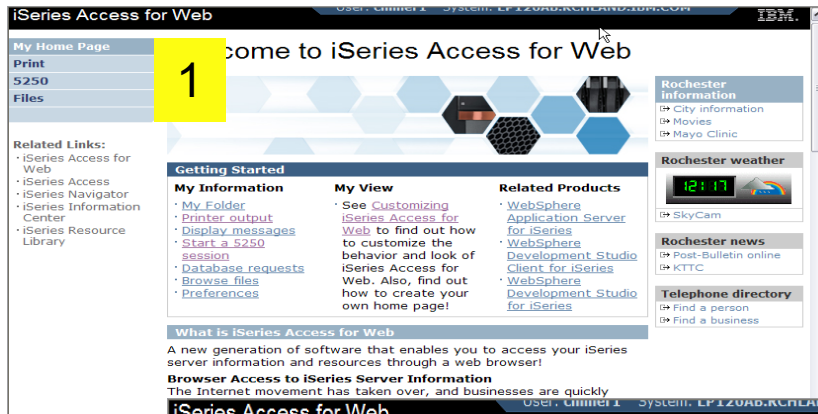 iSeries Access for Web
IBM.
My Home Page
Print
5250
Files
Related Links:
· iSeries Access for
Web
· iSeries Access
· iSeries Navigator
· iSeries Information
Center
· iSeries Resource
Library
1
come to iSeries Access for Web
Getting Started
My Information
· My Folder
· Printer output
· Display messages
· Start a 5250
session
· Database requests
· Browse files
· Preferences
My View
· See Customizing
iSeries Access for
Web to find out how
to customize the
behavior and look of
iSeries Access for
Web. Also, find out
how to create your
own home page!
Related Products
· WebSphere
Application Server
for iSeries
· WebSphere
Development Studio
Client for iSeries
· WebSphere
Development Studio
for iSeries
Rochester
information
City information
Movies
Mayo Clinic
Rochester weather
12:17
SkyCam
Rochester news
Post-Bulletin online
KTTC
Telephone directory
Find a person
Find a business
What is iSeries Access for Web
A new generation of software that enables you to access your iSeries
server information and resources through a web browser!
Browser Access to iSeries Server Information
The Internet movement has taken over, and businesses are quickly
iSeries Access for Web